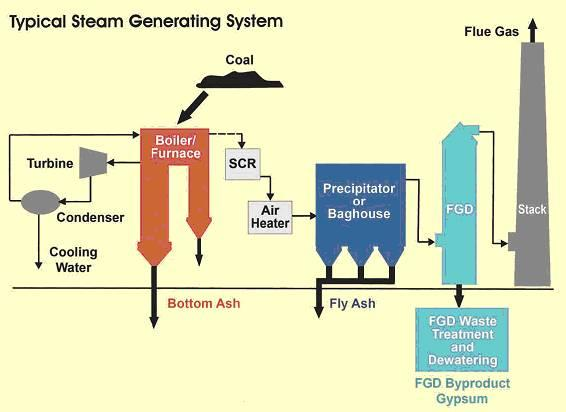 Typical Steam Generating System
Flue Gas
Coal
Boiler/
Furnace
Turbine
SCR
Condenser
Air
Heater
Precipitator
or
Baghouse
FGD
Stack
Cooling
Water
Bottom Ash
Fly Ash
FGD Waste
Treatment
and
Dewatering
FGD Byproduct
Gypsum